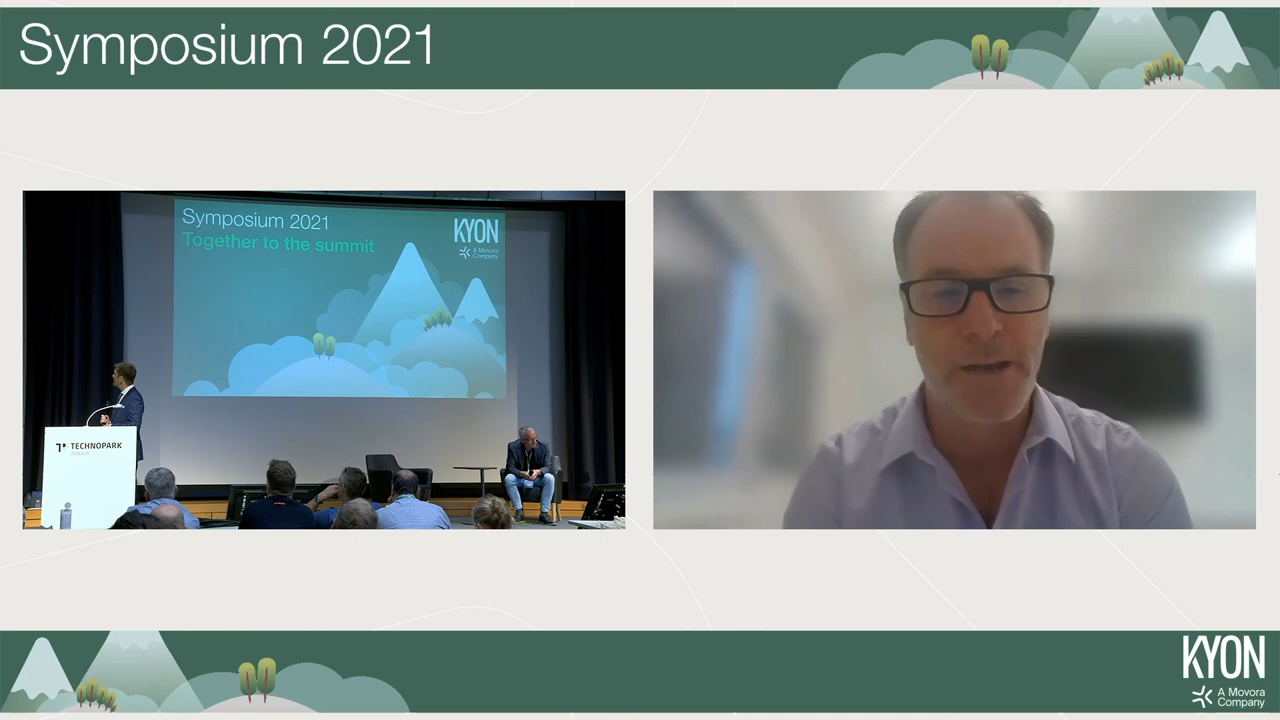 Symposium 2021
Symposium 2021
Together to the summit
KYON
A Movora
Company
TECHNOPARK
ZÜRICH
KYON
A Movora
Company